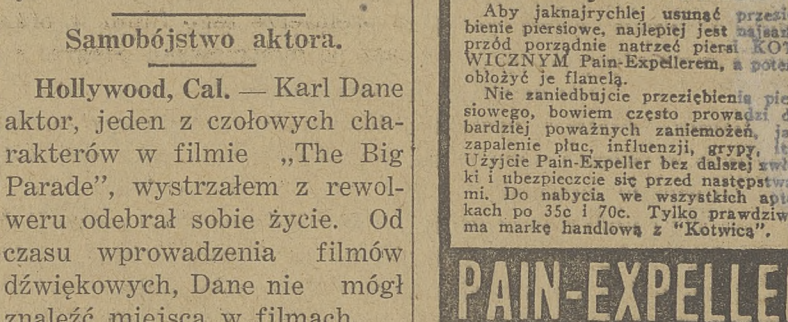 Samobójstwo aktora.
Hollywood, Cal. — Karl Dane
aktor, jeden z czołowych cha-
rakterów w filmie „The Big
Parade”, wystrzałem z rewol-
weru odebrał sobie życie. Od
czasu wprowadzenia filmów
dźwiękowych, Dane nie mógł
znaleźć miejsca w filmach
Aby jaknajrychlej usunąć
bienie piersiowe, najlepiej jest
przód porządnie natrzeć piersi
WICZNYM Pain-Expellerem, a
obłożyć je flanelą.
Nie zaniedbujcie przeziębienia
siowego, bowiem często prowadzi
bardziej poważnych zaniemożeń,
zapalenie płuc, influenzji, grypy,
Użyjcie Pain-Expeller bez dalszej
ki i ubezpieczcie się przed
mi. Do nabycia we wszystkich
kach po 35c i 70c. Tylko
ma markę handlową z “Kotwicą”.
PAIN-EXPELLE